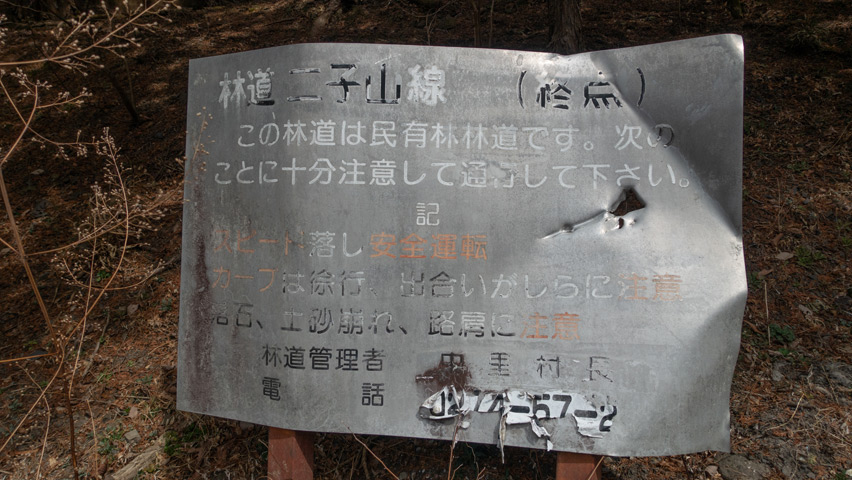 林道 二子山線 (終点)
この林道は民有林林道です。次の
ことに十分注意して通行して下さい。
記
スピード落し安全運転
カーブは徐行、出合いがしらに注意
落石、土砂崩れ、路肩に注意
林道管理者 中里村長
電話